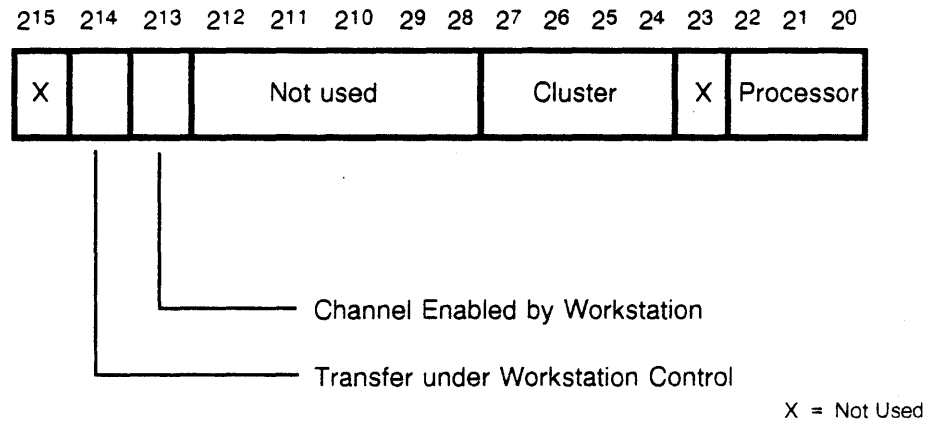 2¹⁵ 2¹⁴ 2¹³ 2¹² 2¹¹ 2¹⁰ 2⁹ 2⁸ 2⁷ 2⁶ 2⁵ 2⁴ 2³ 2² 2¹ 2⁰
X Not used Cluster X Processor
Channel Enabled by Workstation
Transfer under Workstation Control
X = Not Used